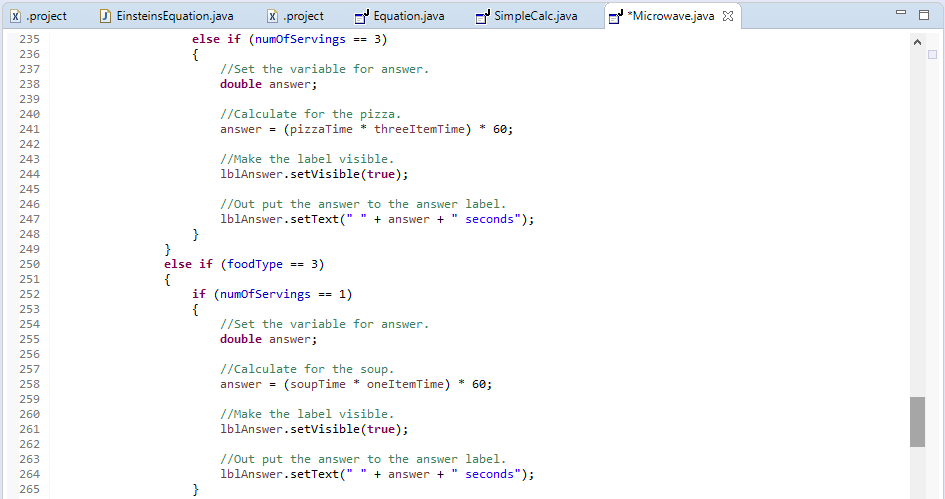 .project EinsteinsEquation.java .project Equation.java SimpleCalc.java *Microwave.java
235 else if (numOfServings == 3)
236 {
237 //Set the variable for answer.
238 double answer;
239
240 //Calculate for the pizza.
241 answer = (pizzaTime * threeItemTime) * 60;
242
243 //Make the label visible.
244 lblAnswer.setVisible(true);
245
246 //Out put the answer to the answer label.
247 lblAnswer.setText(" " + answer + " seconds");
248 }
249 }
250 else if (foodType == 3)
251 {
252 if (numOfServings == 1)
253 {
254 //Set the variable for answer.
255 double answer;
256
257 //Calculate for the soup.
258 answer = (soupTime * oneItemTime) * 60;
259
260 //Make the label visible.
261 lblAnswer.setVisible(true);
262
263 //Out put the answer to the answer label.
264 lblAnswer.setText(" " + answer + " seconds");
265 }